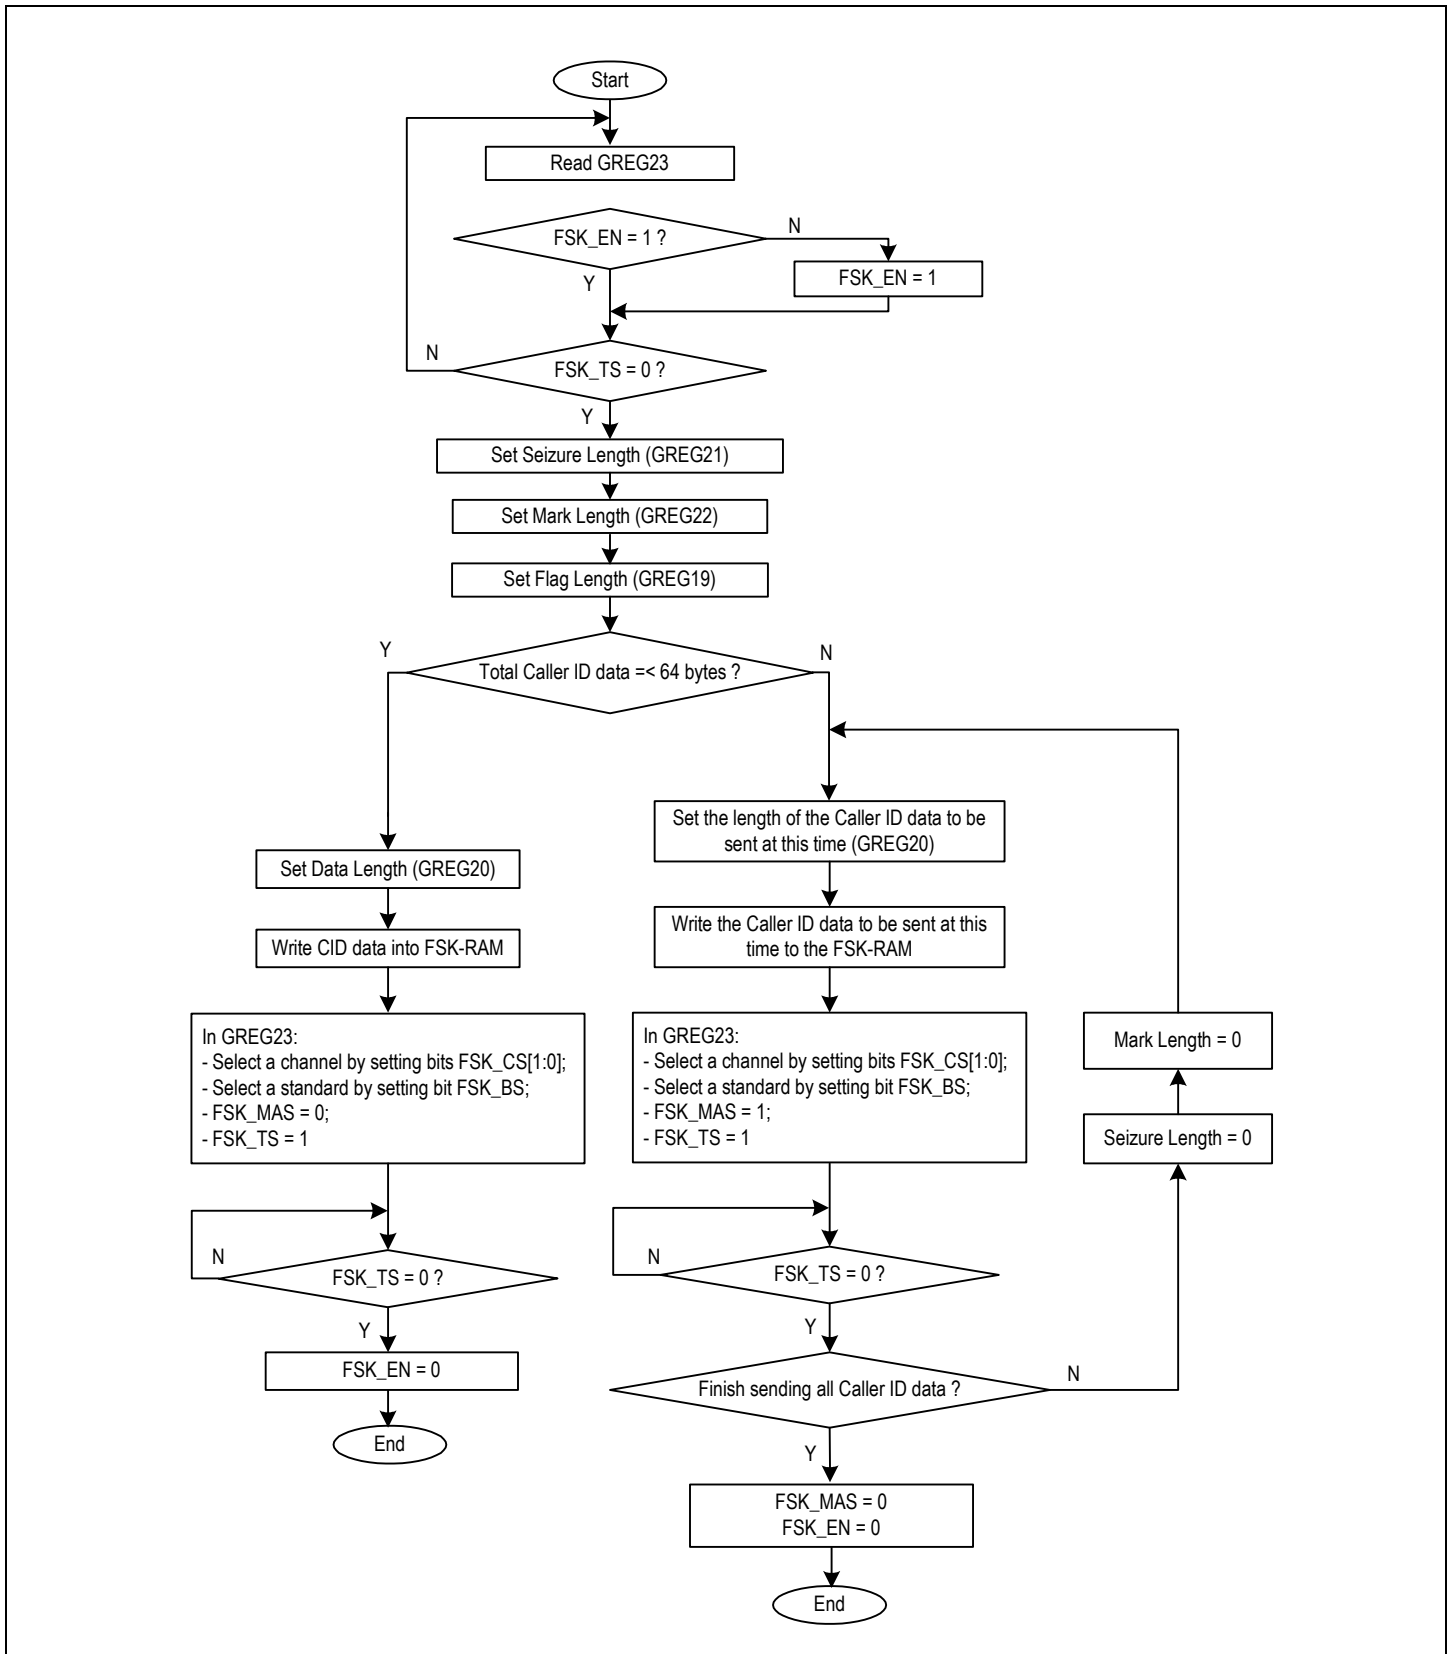 Start
Read GREG23
FSK_EN = 1 ?
N
FSK_EN = 1
Y
N
FSK_TS = 0 ?
Y
Set Seizure Length (GREG21)
Set Mark Length (GREG22)
Set Flag Length (GREG19)
Y
Total Caller ID data =< 64 bytes ?
N
Set Data Length (GREG20)
Write CID data into FSK-RAM
In GREG23:
- Select a channel by setting bits FSK_CS[1:0];
- Select a standard by setting bit FSK_BS;
- FSK_MAS = 0;
- FSK_TS = 1
N
FSK_TS = 0 ?
Y
FSK_EN = 0
End
Set the length of the Caller ID data to be
sent at this time (GREG20)
Write the Caller ID data to be sent at this
time to the FSK-RAM
In GREG23:
- Select a channel by setting bits FSK_CS[1:0];
- Select a standard by setting bit FSK_BS;
- FSK_MAS = 1;
- FSK_TS = 1
N
FSK_TS = 0 ?
Y
Finish sending all Caller ID data ?
N
Y
FSK_MAS = 0
FSK_EN = 0
End
Mark Length = 0
Seizure Length = 0